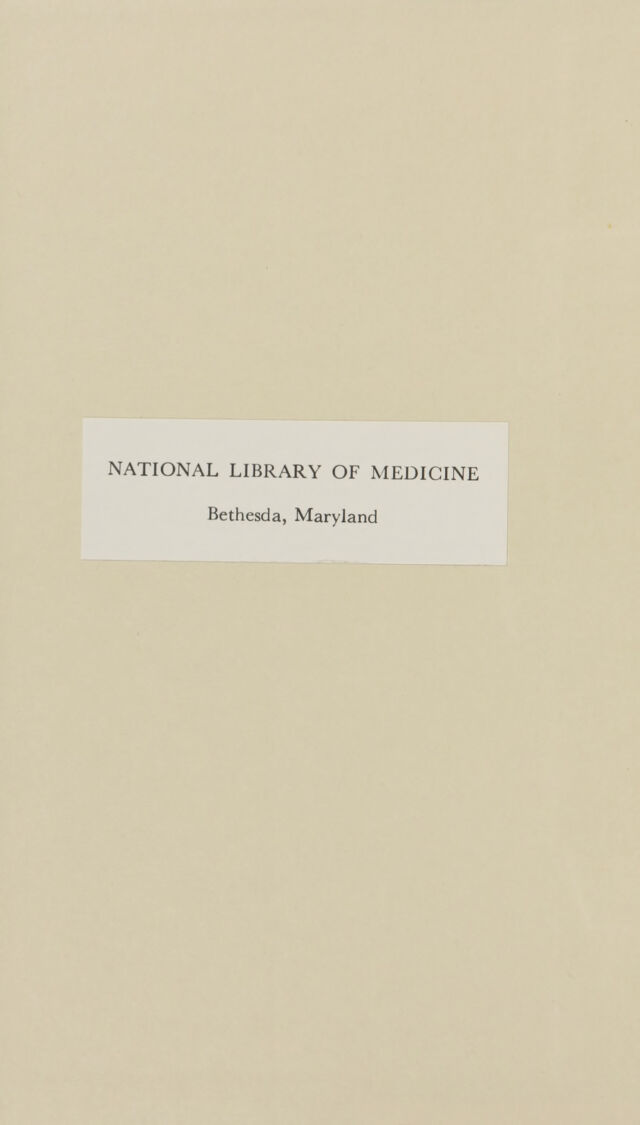 NATIONAL LIBRARY OF MEDICINE
Bethesda, Maryland